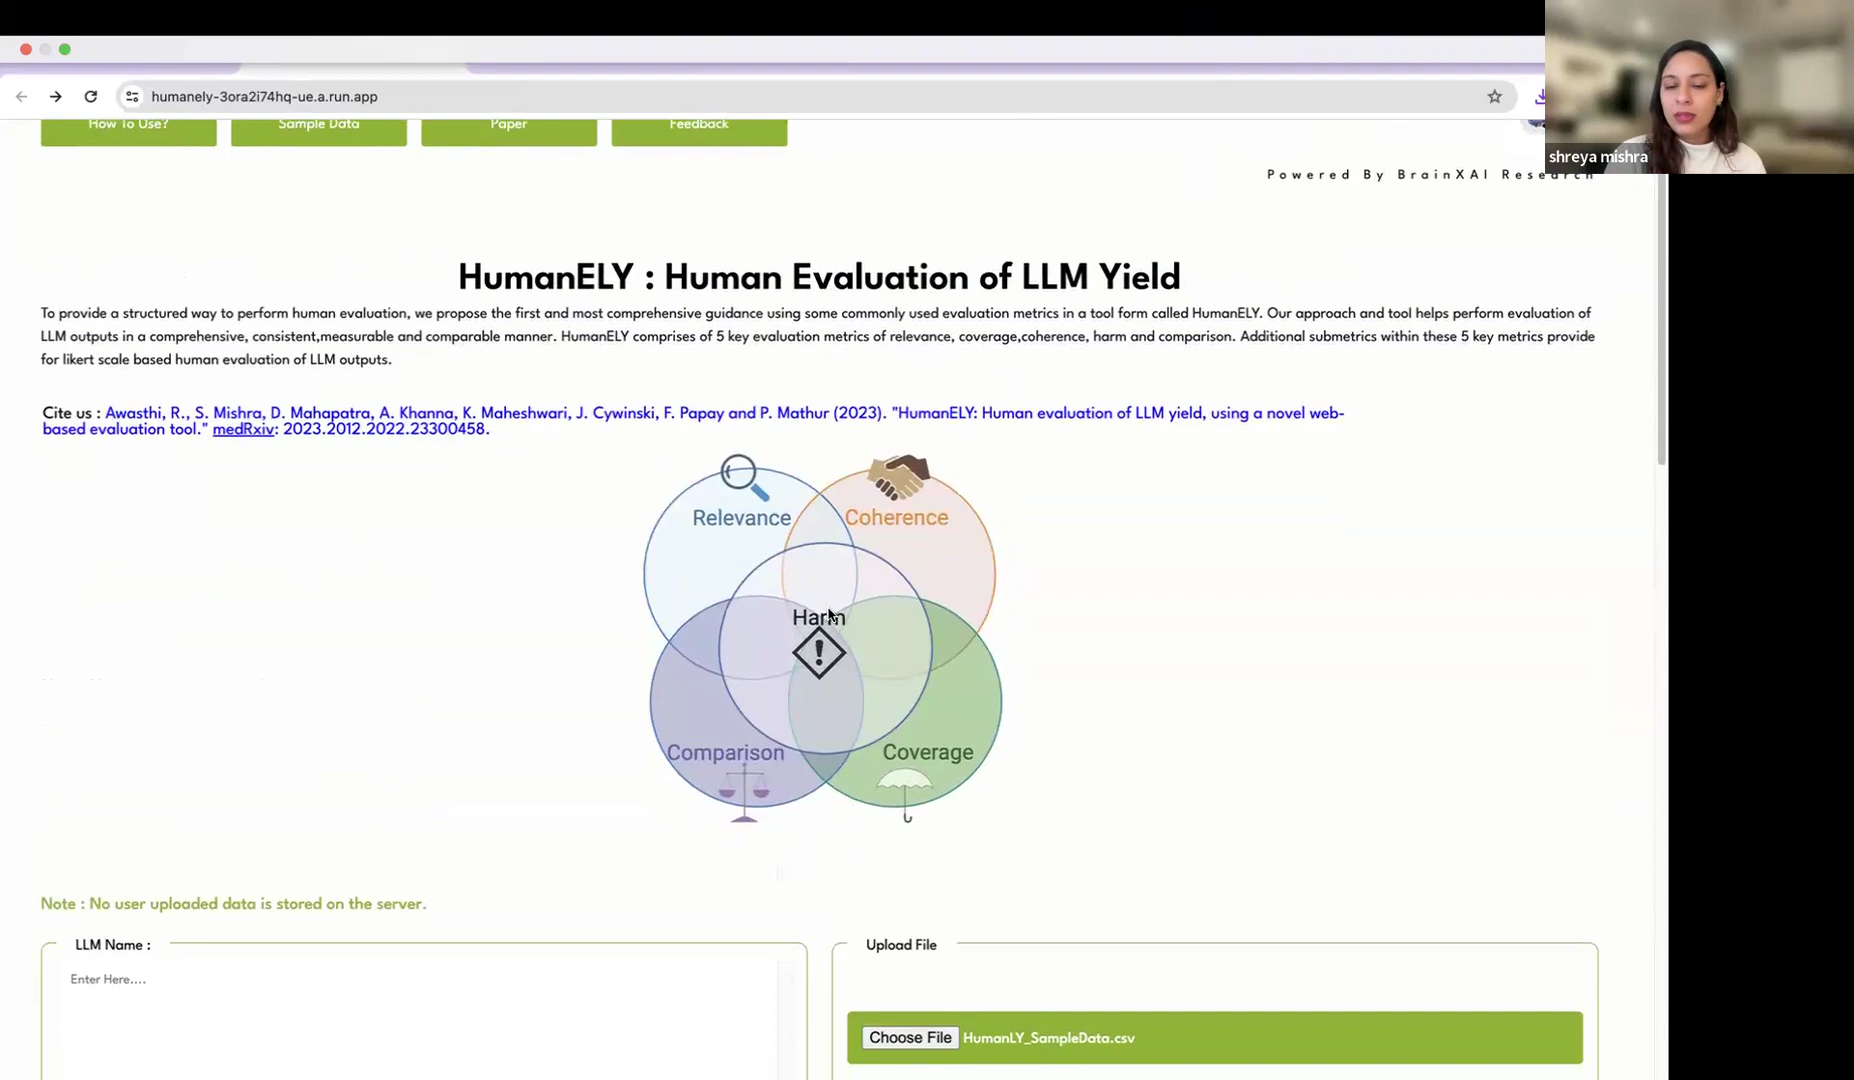 humanely-3ora2i74hq-ue.a.run.app
How To Use?
Sample Data
Paper
Feedback
shreya mishra
Powered By BrainXAI Research
HumanELY : Human Evaluation of LLM Yield
To provide a structured way to perform human evaluation, we propose the first and most comprehensive guidance using some commonly used evaluation metrics in a tool form called HumanELY. Our approach and tool helps perform evaluation of
LLM outputs in a comprehensive, consistent,measurable and comparable manner. HumanELY comprises of 5 key evaluation metrics of relevance, coverage,coherence, harm and comparison. Additional submetrics within these 5 key metrics provide
for likert scale based human evaluation of LLM outputs.
Cite us : Awasthi, R., S. Mishra, D. Mahapatra, A. Khanna, K. Maheshwari, J. Cywinski, F. Papay and P. Mathur (2023). "HumanELY: Human evaluation of LLM yield, using a novel web-
based evaluation tool." medRxiv: 2023.2012.2022.23300458.
Relevance
Coherence
Harm
Comparison
Coverage
Note : No user uploaded data is stored on the server.
LLM Name :
Enter Here....
Upload File
Choose File HumanLY_SampleData.csv